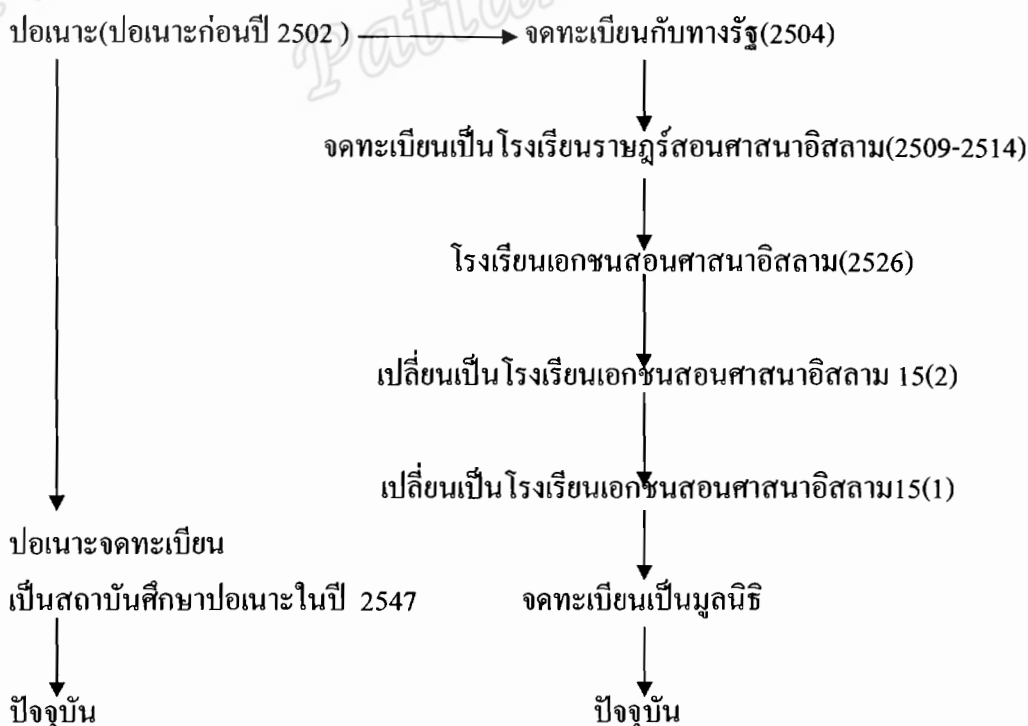 ปอเนาะ(ปอเนาะก่อนปี 2502 ) จดทะเบียนกับทางรัฐ(2504)
จดทะเบียนเป็นโรงเรียนราษฎร์สอนศาสนาอิสลาม(2509-2514)
โรงเรียนเอกชนสอนศาสนาอิสลาม(2526)
เปลี่ยนเป็นโรงเรียนเอกชนสอนศาสนาอิสลาม 15(2)
เปลี่ยนเป็นโรงเรียนเอกชนสอนศาสนาอิสลาม15(1)
ปอเนาะจดทะเบียน
เป็นสถาบันศึกษาปอเนาะในปี 2547 จดทะเบียนเป็นมูลนิธิ
ปัจจุบัน ปัจจุบัน